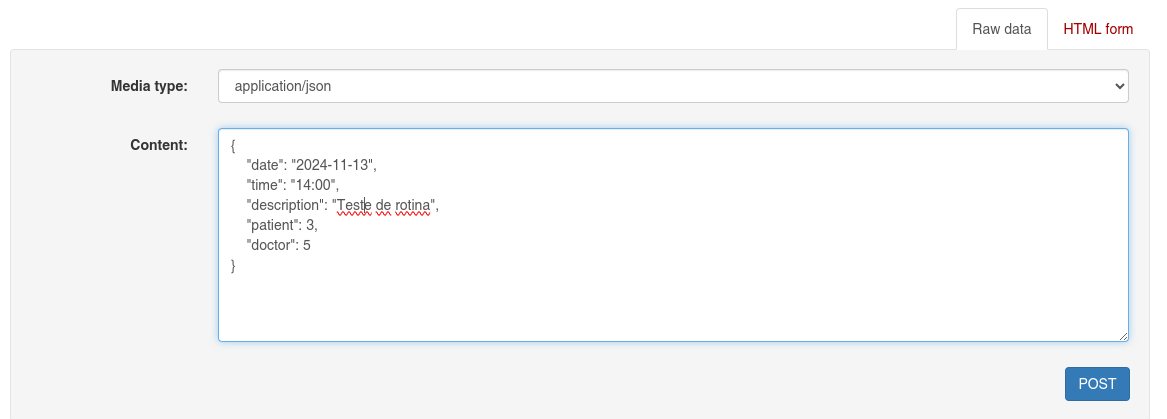 Raw data
HTML form
Media type:
application/json
Content:
{
"date": "2024-11-13",
"time": "14:00",
"description": "Teste de rotina",
"patient": 3,
"doctor": 5
}
POST